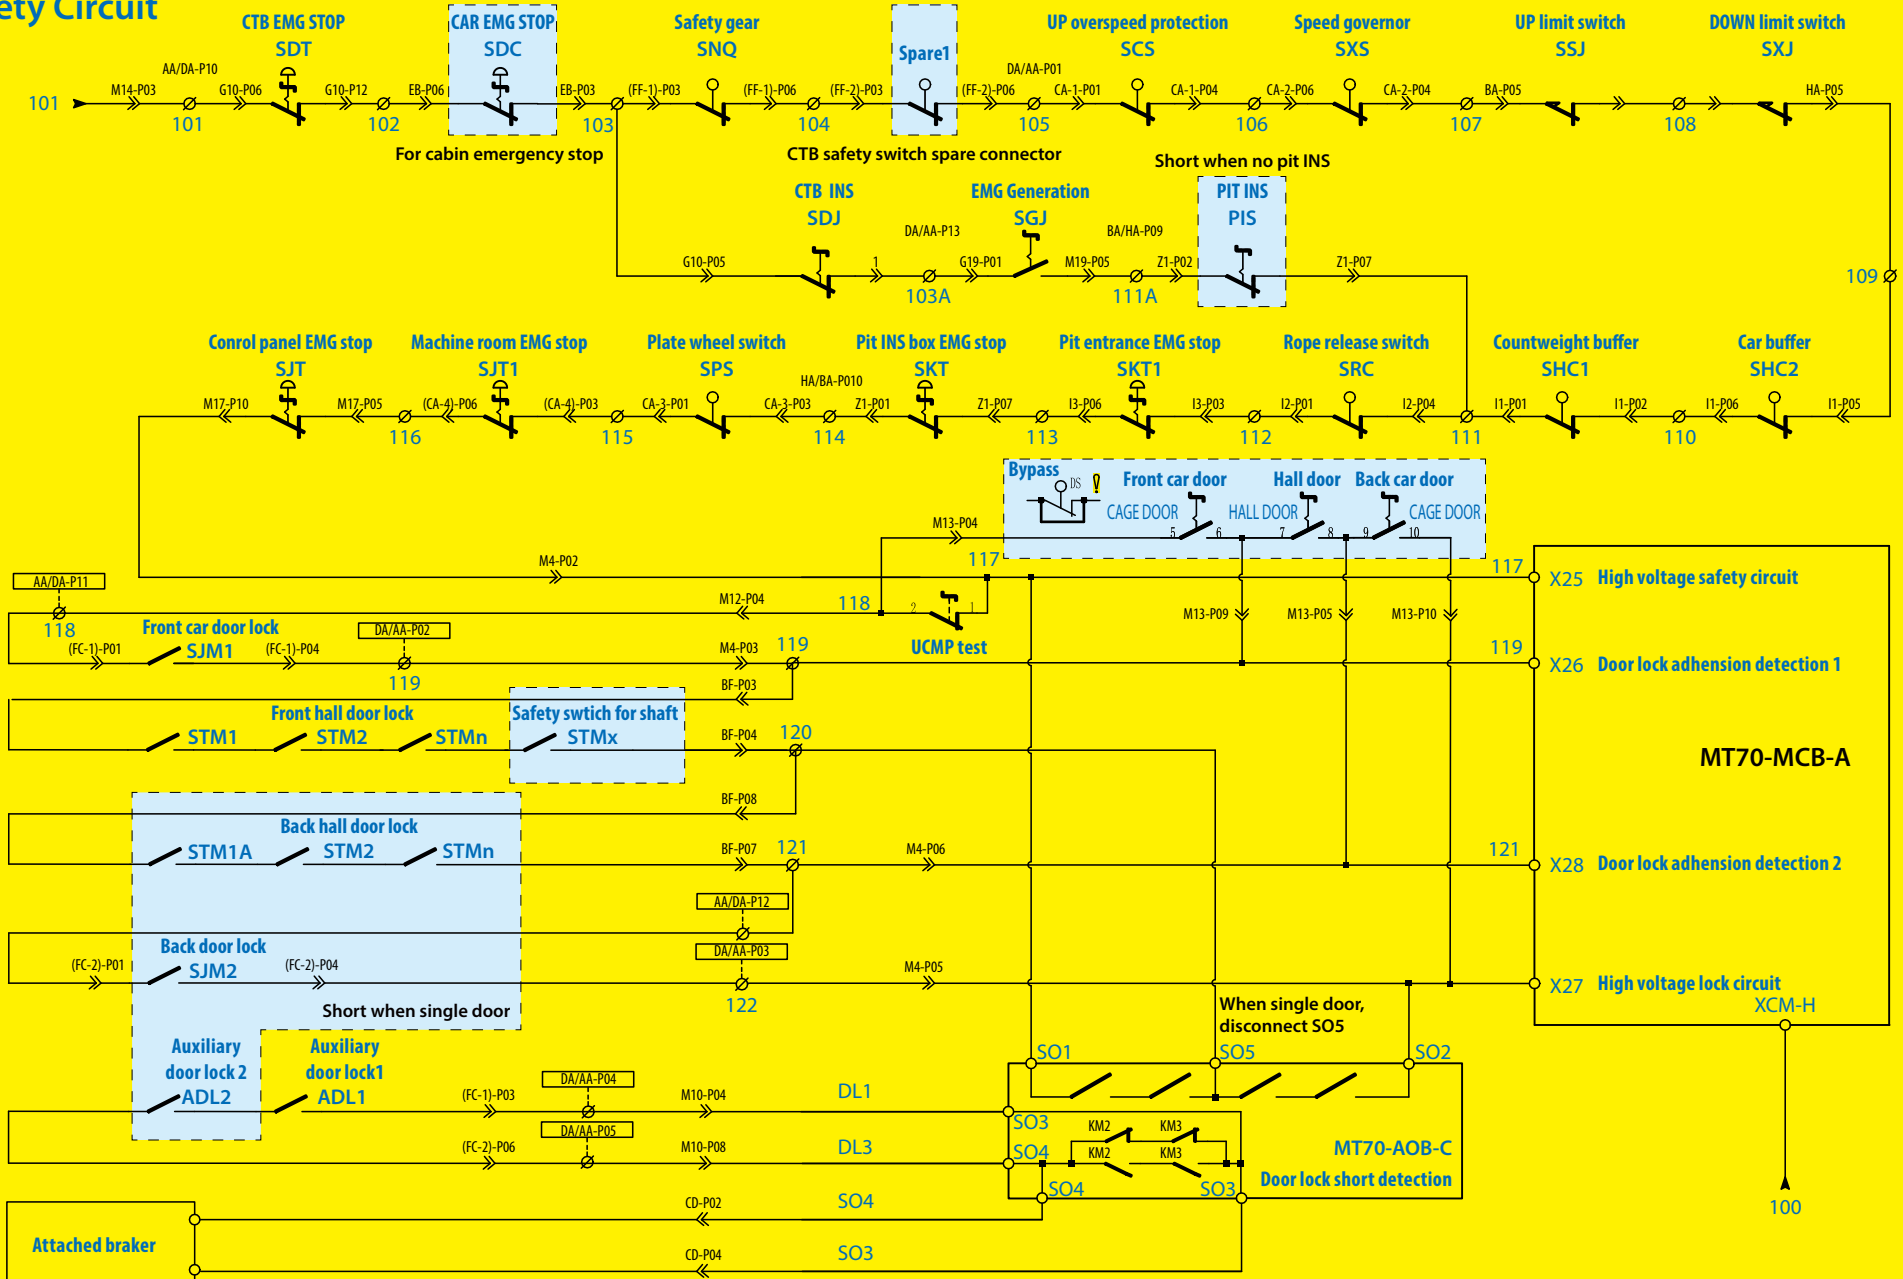 ety Circuit
CTB EMG STOP
SDT
CAR EMG STOP
SDC
Safety gear
SNQ
Spare1
UP overspeed protection
SCS
Speed governor
SXS
UP limit switch
SSJ
DOWN limit switch
SXJ
101
M14-P03
AA/DA-P10
101
G10-P06
G10-P12
102
EB-P06
EB-P03
103
(FF-1)-P03
(FF-1)-P06
104
(FF-2)-P03
(FF-2)-P06
DA/AA-P01
105
CA-1-P01
CA-1-P04
106
CA-2-P06
CA-2-P04
107
BA-P05
108
HA-P05
For cabin emergency stop
CTB safety switch spare connector
Short when no pit INS
CTB INS
SDJ
EMG Generation
SGJ
PIT INS
PIS
G10-P05
1
DA/AA-P13
103A
G19-P01
M19-P05
BA/HA-P09
111A
Z1-P02
Z1-P07
109
Conrol panel EMG stop
SJT
Machine room EMG stop
SJT1
Plate wheel switch
SPS
Pit INS box EMG stop
SKT
Pit entrance EMG stop
SKT1
Rope release switch
SRC
Countweight buffer
SHC1
Car buffer
SHC2
M17-P10
M17-P05
116
(CA-4)-P06
(CA-4)-P03
115
CA-3-P01
CA-3-P03
HA/BA-P010
114
Z1-P01
Z1-P07
113
I3-P06
I3-P03
112
I2-P01
I2-P04
111
I1-P01
I1-P02
110
I1-P06
I1-P05
Bypass
DS
!
Front car door
Hall door
Back car door
CAGE DOOR
HALL DOOR
CAGE DOOR
5
6
7
8
9
10
M13-P04
M4-P02
117
117
X25
High voltage safety circuit
AA/DA-P11
118
M12-P04
118
2
1
UCMP test
M13-P09
M13-P05
M13-P10
Front car door lock
(FC-1)-P01
SJM1
(FC-1)-P04
DA/AA-P02
119
M4-P03
119
119
X26
Door lock adhension detection 1
BF-P03
Front hall door lock
STM1
STM2
STMn
Safety swtich for shaft
STMx
BF-P04
120
MT70-MCB-A
BF-P08
Back hall door lock
STM1A
STM2
STMn
BF-P07
121
M4-P06
121
X28
Door lock adhension detection 2
AA/DA-P12
Back door lock
(FC-2)-P01
SJM2
(FC-2)-P04
DA/AA-P03
122
M4-P05
X27
High voltage lock circuit
XCM-H
Short when single door
When single door,
disconnect SO5
Auxiliary
door lock 2
ADL2
Auxiliary
door lock1
ADL1
(FC-1)-P03
DA/AA-P04
M10-P04
DL1
SO1
SO5
SO2
SO3
(FC-2)-P06
DA/AA-P05
M10-P08
DL3
SO4
KM2
KM3
KM2
KM3
MT70-AOB-C
Door lock short detection
SO4
SO3
100
Attached braker
CD-P02
SO4
CD-P04
SO3